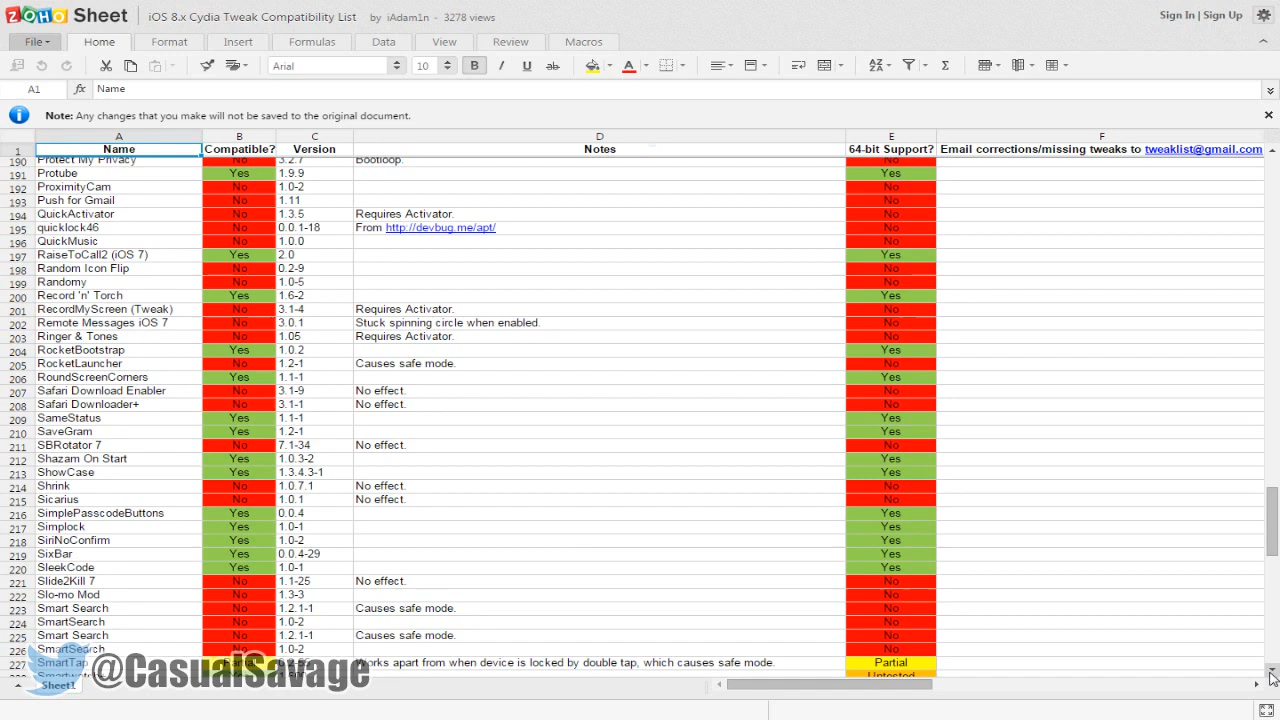 ZOHO Sheet iOS 8.x Cydia Tweak Compatibility List by iAdam1n - 3278 views Sign In | Sign Up
File Home Format Insert Formulas Data View Review Macros
Arial 10 B I U ab A Σ
A1 fx Name
Note: Any changes that you make will not be saved to the original document.
A B C D E F
1 Name Compatible? Version Notes 64-bit Support? Email corrections/missing tweaks to tweaklist@gmail.com
190 Protect My Privacy No 3.2.7 Bootloop. No
191 Protube Yes 1.9.9 Yes
192 ProximityCam No 1.0-2 No
193 Push for Gmail No 1.11 No
194 QuickActivator No 1.3.5 Requires Activator. No
195 quicklock46 No 0.0.1-18 From http://devbug.me/apt/ No
196 QuickMusic No 1.0.0 No
197 RaiseToCall2 (iOS 7) Yes 2.0 Yes
198 Random Icon Flip No 0.2-9 No
199 Randomy No 1.0-5 No
200 Record 'n' Torch Yes 1.6-2 Yes
201 RecordMyScreen (Tweak) No 3.1-4 Requires Activator. No
202 Remote Messages iOS 7 No 3.0.1 Stuck spinning circle when enabled. No
203 Ringer & Tones No 1.05 Requires Activator. No
204 RocketBootstrap Yes 1.0.2 Yes
205 RocketLauncher No 1.2-1 Causes safe mode. No
206 RoundScreenCorners Yes 1.1-1 Yes
207 Safari Download Enabler No 3.1-9 No effect. No
208 Safari Downloader+ No 3.1-1 No effect. No
209 SameStatus Yes 1.1-1 Yes
210 SaveGram Yes 1.2-1 Yes
211 SBRotator 7 No 7.1-34 No effect. No
212 Shazam On Start Yes 1.0.3-2 Yes
213 ShowCase Yes 1.3.4.3-1 Yes
214 Shrink No 1.0.7.1 No effect. No
215 Sicarius No 1.0.1 No effect. No
216 SimplePasscodeButtons Yes 0.0.4 Yes
217 Simplock Yes 1.0-1 Yes
218 SiriNoConfirm Yes 1.0-2 Yes
219 SixBar Yes 0.0.4-29 Yes
220 SleekCode Yes 1.0-1 Yes
221 Slide2Kill 7 No 1.1-25 No effect. No
222 Slo-mo Mod No 1.3-3 No
223 Smart Search No 1.2.1-1 Causes safe mode. No
224 SmartSearch No 1.0-2 No
225 Smart Search No 1.2.1-1 Causes safe mode. No
226 SmartSearch No 1.0-2 No
227 SmartTap Partial Works apart from when device is locked by double tap, which causes safe mode. Partial
Untested
@CasualSavage
Sheet1